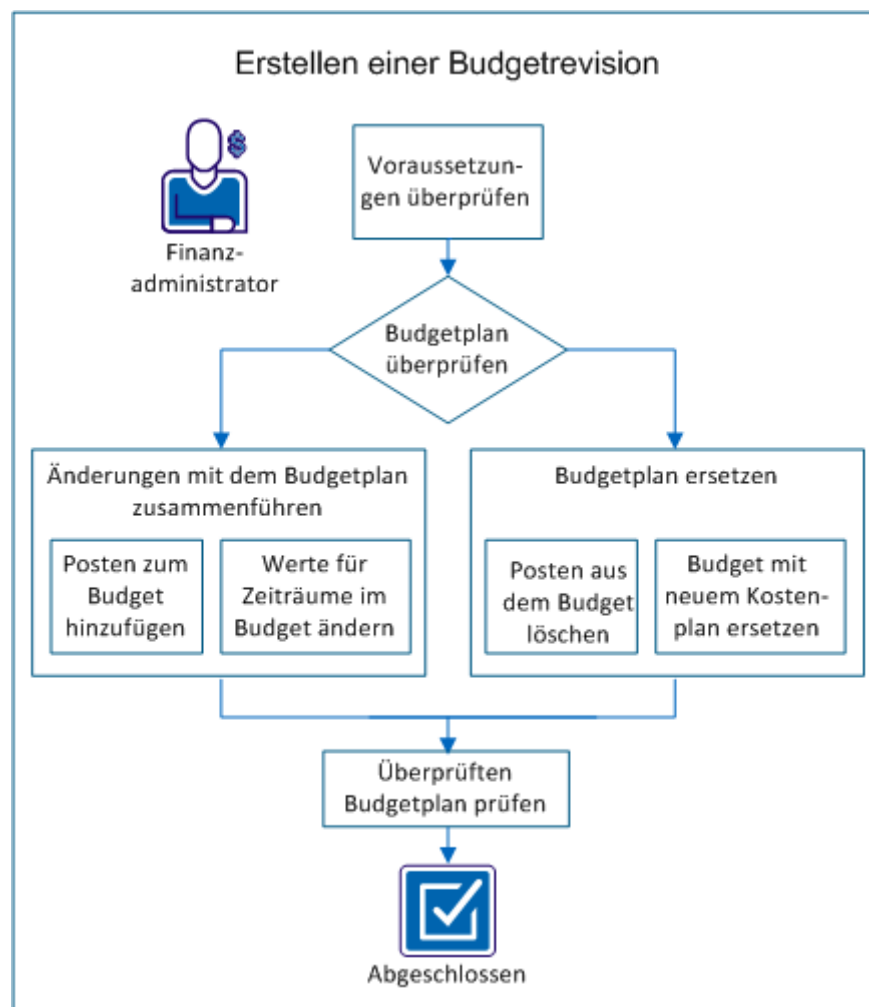 Erstellen einer Budgetrevision
Voraussetzun-
gen überprüfen
$
Finanz-
administrator
Budgetplan
überprüfen
Änderungen mit dem Budgetplan
zusammenführen
Posten zum
Budget
hinzufügen
Werte für
Zeiträume im
Budget ändern
Budgetplan ersetzen
Posten aus
dem Budget
löschen
Budget mit
neuem Kosten-
plan ersetzen
Überprüften
Budgetplan prüfen
Abgeschlossen